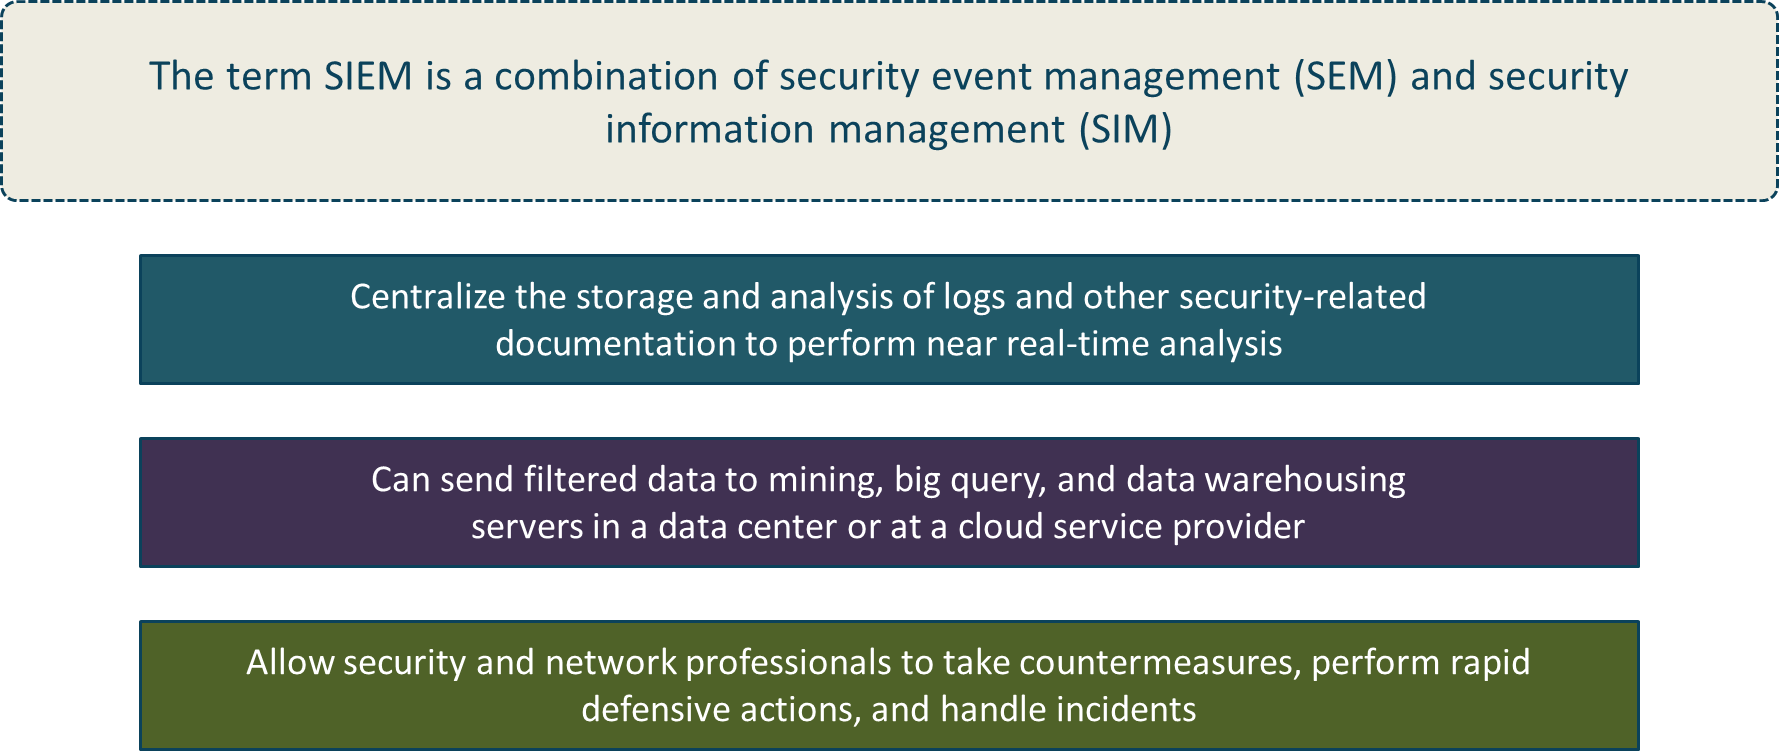 The term SIEM is a combination of security event management (SEM) and security
information management (SIM)
Centralize the storage and analysis of logs and other security-related
documentation to perform near real-time analysis
Can send filtered data to mining, big query, and data warehousing
servers in a data center or at a cloud service provider
Allow security and network professionals to take countermeasures, perform rapid
defensive actions, and handle incidents